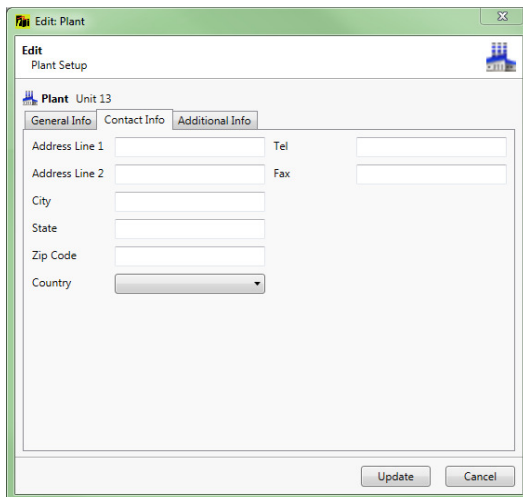 Edit: Plant
Edit
Plant Setup
Plant Unit 13
General Info Contact Info Additional Info
Address Line 1 Tel
Address Line 2 Fax
City
State
Zip Code
Country
Update Cancel